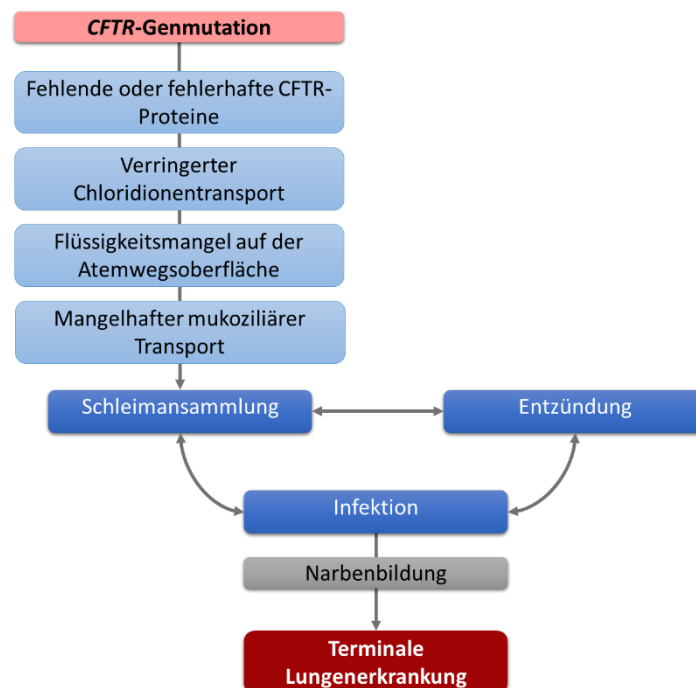 CFTR-Genmutation
Fehlende oder fehlerhafte CFTR-
Proteine
Verringerter
Chloridionentransport
Flüssigkeitsmangel auf der
Atemwegsoberfläche
Mangelhafter mukoziliärer
Transport
Schleimansammlung
Entzündung
Infektion
Narbenbildung
Terminale
Lungenerkrankung